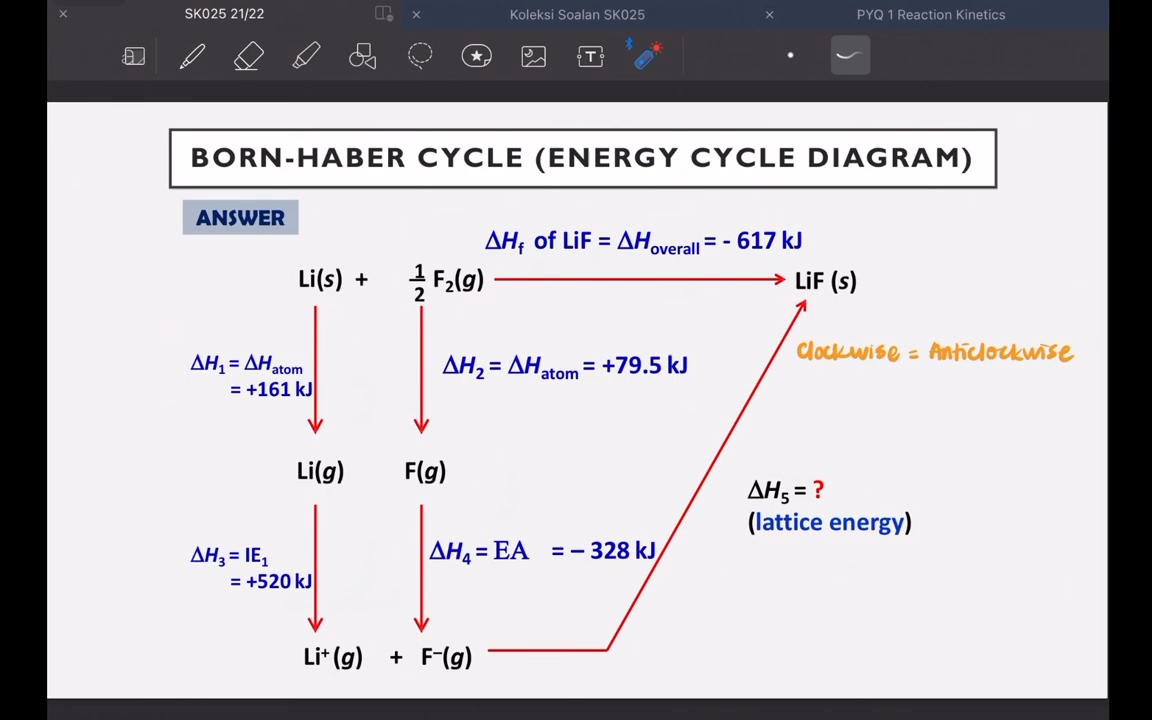 SK025 21/22
Koleksi Soalan SK025
PYQ 1 Reaction Kinetics
BORN-HABER CYCLE (ENERGY CYCLE DIAGRAM)
ANSWER
ΔHf of LiF = ΔHoverall = - 617 kJ
Li(s) + 1/2 F₂(g) LiF (s)
Clockwise = Anticlockwise
ΔH₁ = ΔHatom
= +161 kJ
ΔH₂ = ΔHatom = +79.5 kJ
Li(g) F(g)
ΔH₅ = ?
(lattice energy)
ΔH₃ = IE₁
= +520 kJ
ΔH₄ = EA = – 328 kJ
Li⁺ (g) + F⁻(g)